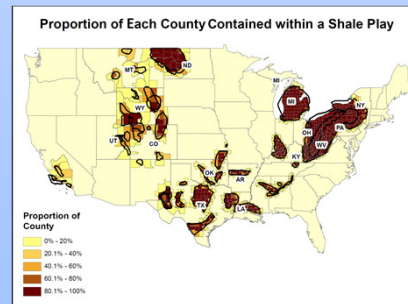 Proportion of Each County Contained within a Shale Play
MT
ND
MI
MI
NY
WY
PA
OH
UT
CO
WV
KY
OK
AR
TX
LA
Proportion of
County
0% - 20%
20.1% - 40%
40.1% - 60%
60.1% - 80%
80.1% - 100%